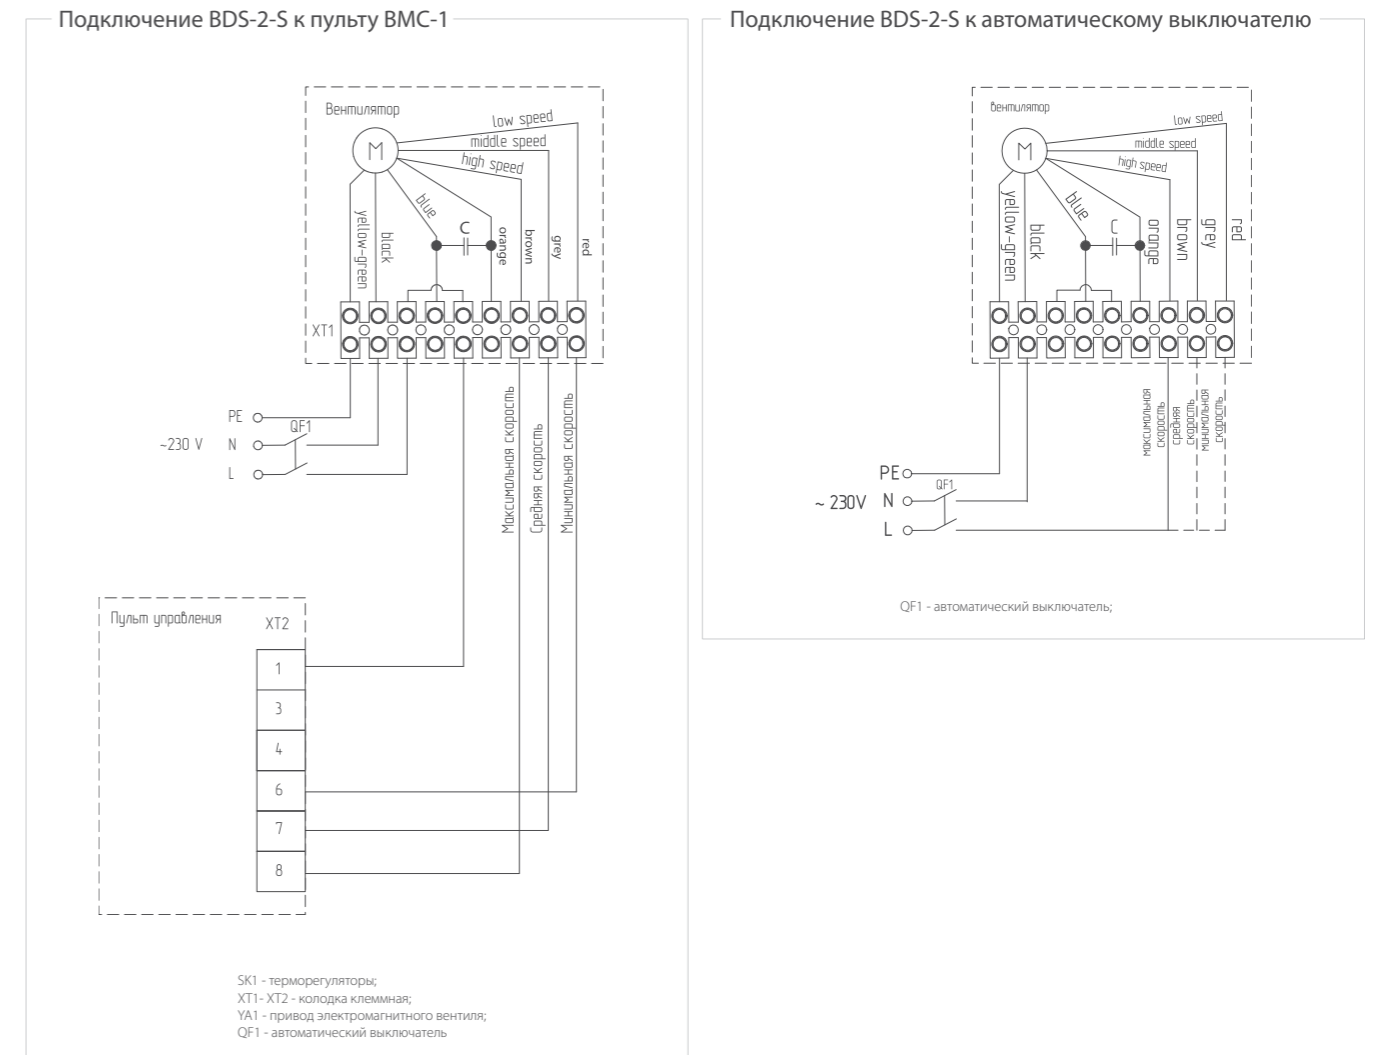 Подключение BDS-2-S к пульту BMC-1
Вентилятор
M
low speed
middle speed
high speed
yellow-green
black
blue
C
orange
brown
grey
red
XT1
PE
QF1
~230 V
N
L
Максимальная скорость
Средняя скорость
Минимальная скорость
Пульт управления
XT2
1
3
4
6
7
8
SK1 - терморегуляторы;
XT1- XT2 - колодка клеммная;
YA1 - привод электромагнитного вентиля;
QF1 - автоматический выключатель
Подключение BDS-2-S к автоматическому выключателю
вентилятор
M
low speed
middle speed
high speed
yellow-green
black
blue
C
orange
brown
grey
red
максимальная
скорость
средняя
скорость
минимальная
скорость
PE
QF1
~ 230V
N
L
QF1 - автоматический выключатель;